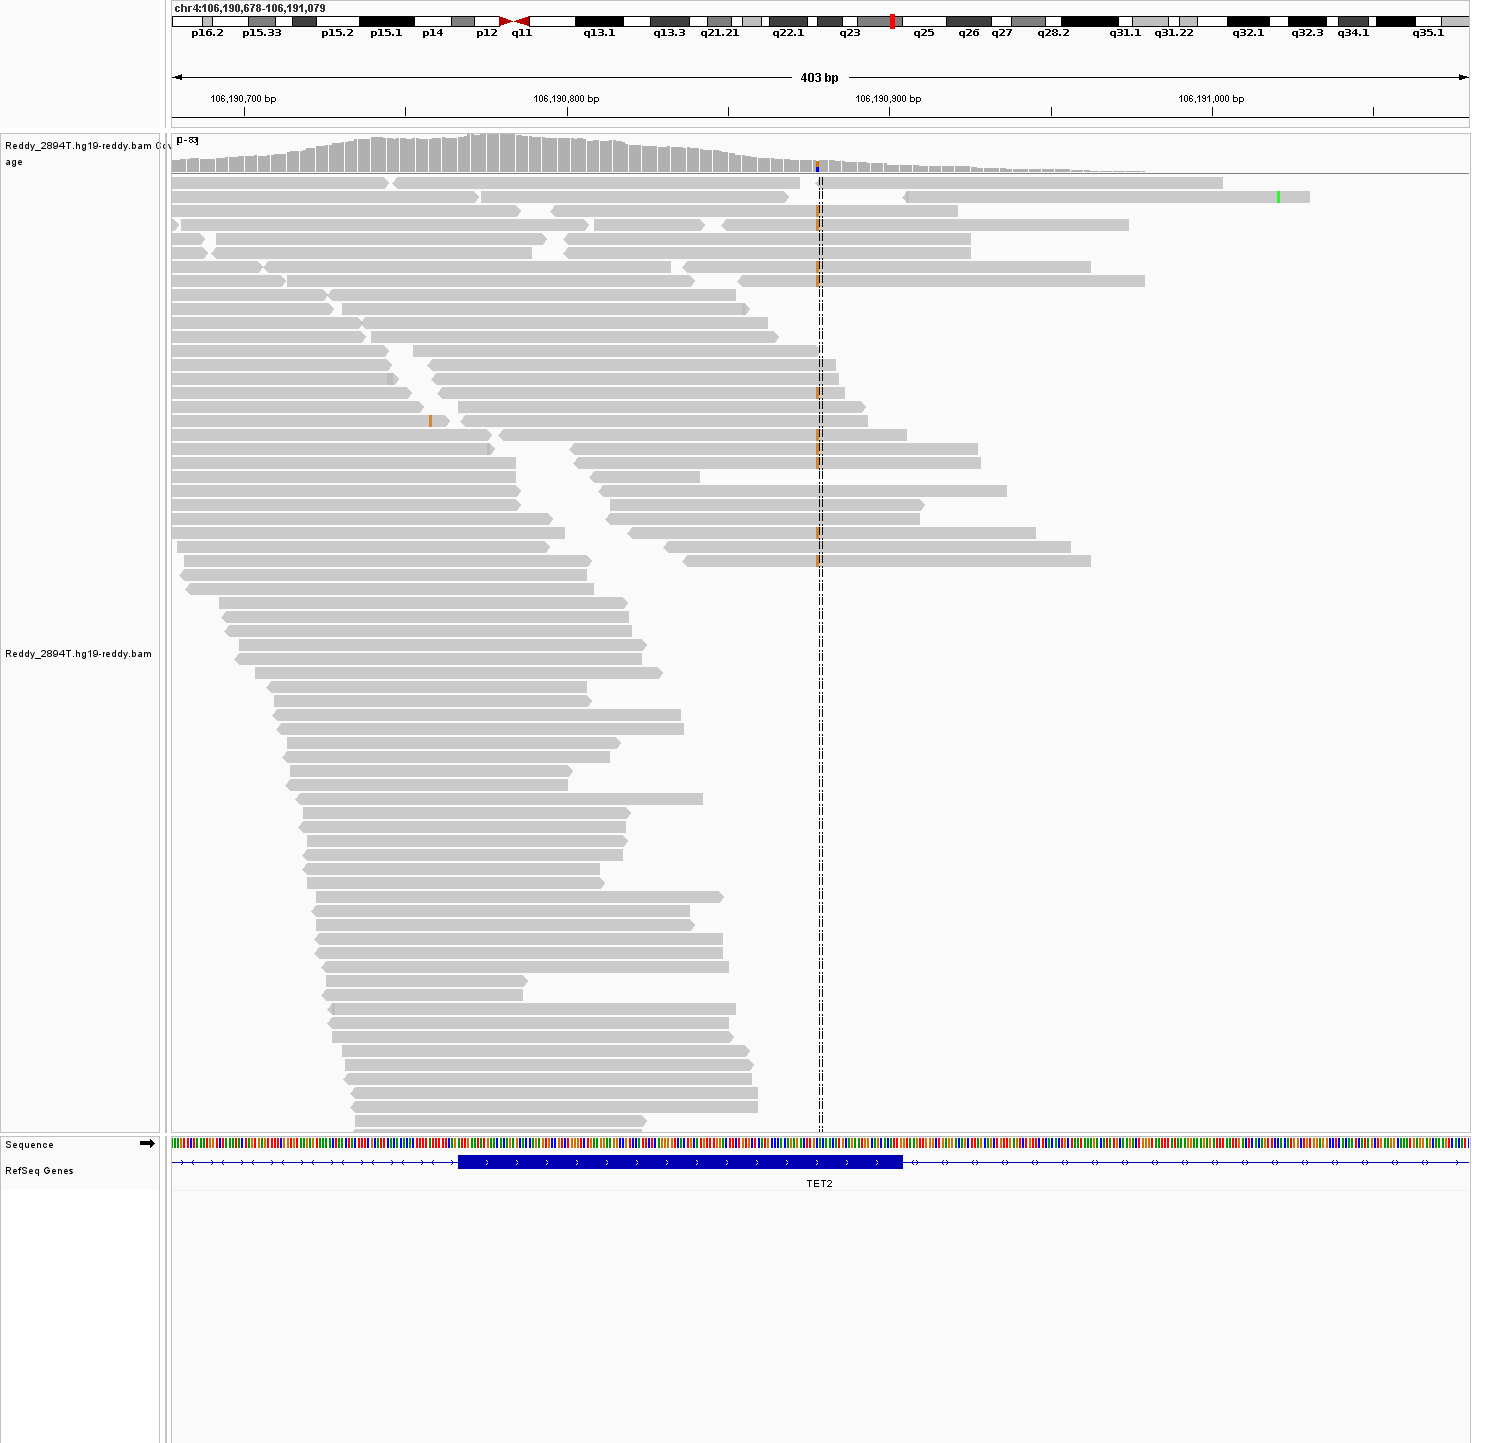 chr4:106,190,678-106,191,079
p16.2 p15.33 p15.2 p15.1 p14 p12 q11 q13.1 q13.3 q21.21 q22.1 q23 q25 q26 q27 q28.2 q31.1 q31.22 q32.1 q32.3 q34.1 q35.1
403 bp
106,190,700 bp 106,190,800 bp 106,190,900 bp 106,191,000 bp
[0 - 83]
Reddy_2894T.hg19-reddy.bam Cov
age
Reddy_2894T.hg19-reddy.bam
Sequence
RefSeq Genes
TET2